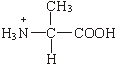 CH₃
+
H₃N COOH
H